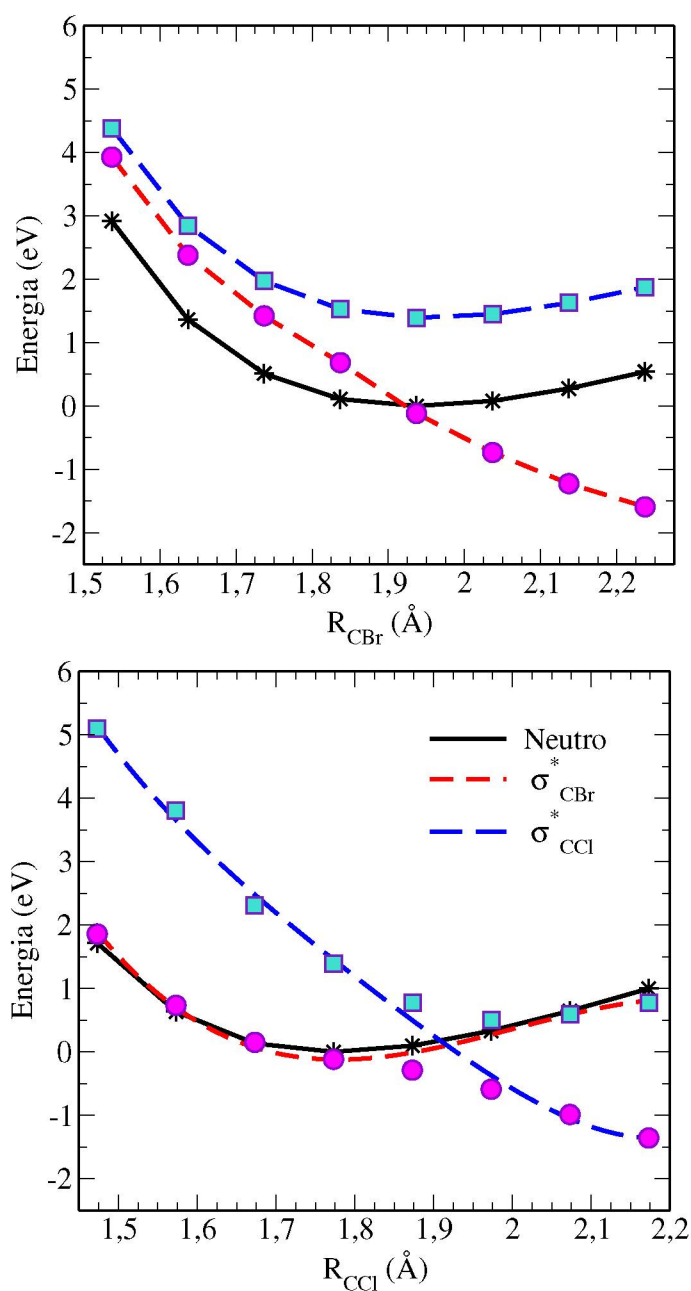 6
5
4
3
2
1
0
-1
-2
Energia (eV)
1,5 1,6 1,7 1,8 1,9 2 2,1 2,2
R_CBr (Å)
6
5
4
3
2
1
0
-1
-2
Energia (eV)
Neutro
σ*_CBr
σ*_CCl
1,5 1,6 1,7 1,8 1,9 2 2,1 2,2
R_CCl (Å)